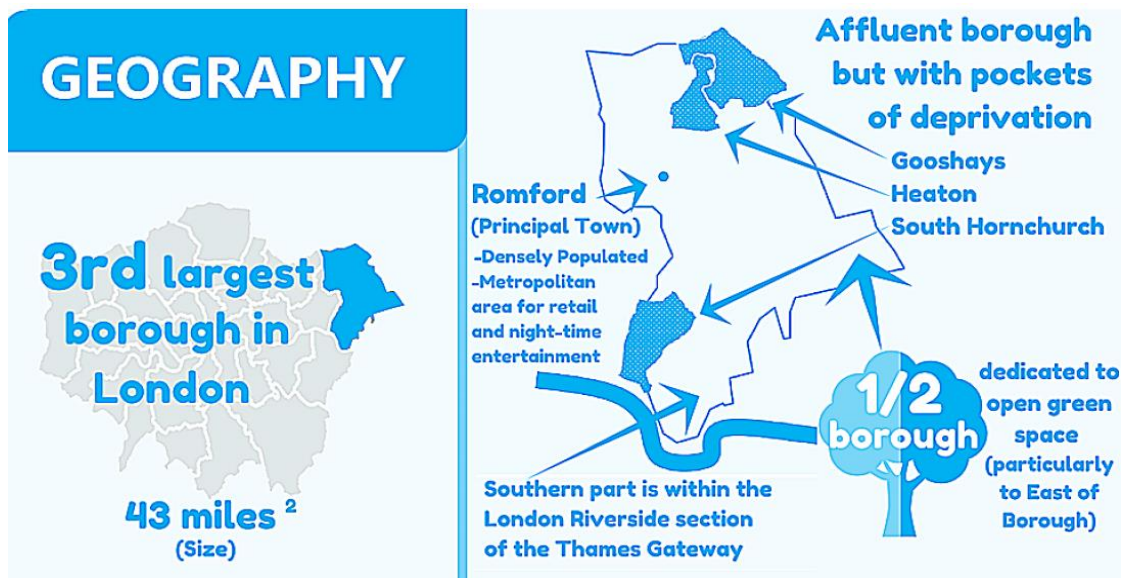 GEOGRAPHY
3rd largest
borough in
London
43 miles ²
(Size)
Affluent borough
but with pockets
of deprivation
Gooshays
Heaton
South Hornchurch
Romford
(Principal Town)
-Densely Populated
-Metropolitan
area for retail
and night-time
entertainment
1/2
borough
dedicated to
open green
space
(particularly
to East of
Borough)
Southern part is within the
London Riverside section
of the Thames Gateway